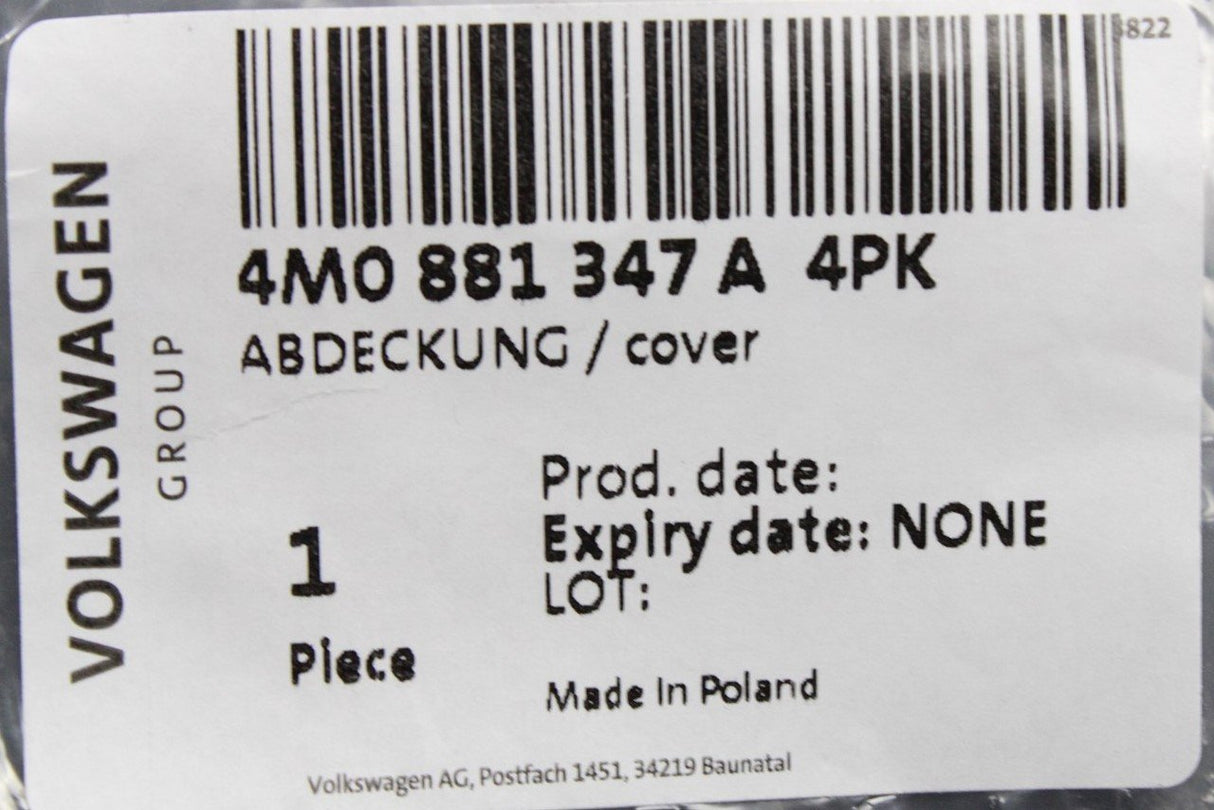 822
4M0 881 347 A 4PK
ABDECKUNG / cover
VOLKSWAGEN
GROUP
Prod. date:
Expiry date: NONE
LOT:
1
Piece
Made in Poland
Volkswagen AG, Postfach 1451, 34219 Baunatal